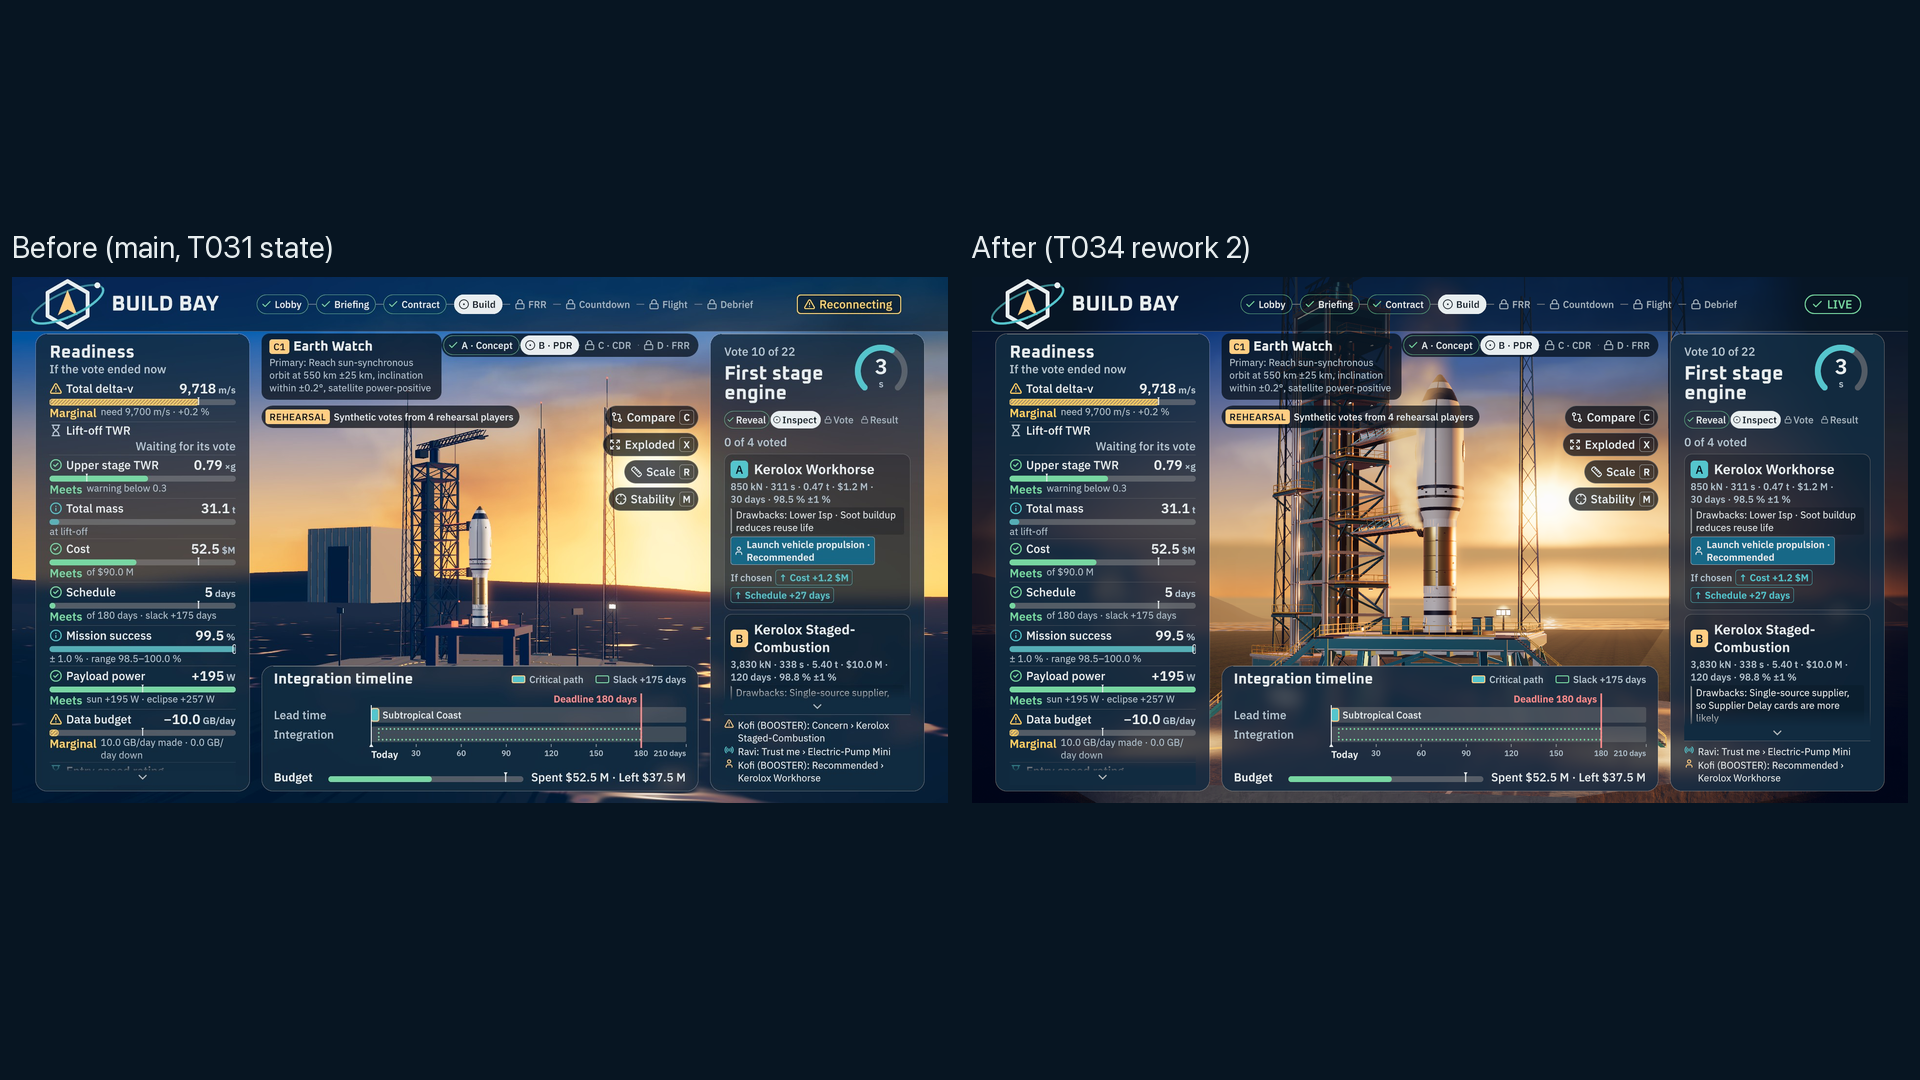 Before (main, T031 state)
BUILD BAY
Lobby
Briefing
Contract
Build
FRR
Countdown
Flight
Debrief
Reconnecting
Readiness
If the vote ended now
Total delta-v 9,718 m/s
Marginal need 9,700 m/s · +0.2 %
Lift-off TWR
Waiting for its vote
Upper stage TWR 0.79 ×g
Meets warning below 0.3
Total mass 31.1 t
at lift-off
Cost 52.5 $M
Meets of $90.0 M
Schedule 5 days
Meets of 180 days · slack +175 days
Mission success 99.5 %
± 1.0 % · range 98.5–100.0 %
Payload power +195 W
Meets sun +195 W · eclipse +257 W
Data budget −10.0 GB/day
Marginal 10.0 GB/day made · 0.0 GB/
day down
C1 Earth Watch
Primary: Reach sun-synchronous
orbit at 550 km ±25 km, inclination
within ±0.2°, satellite power-positive
A · Concept
B · PDR
C · CDR
D · FRR
REHEARSAL Synthetic votes from 4 rehearsal players
Compare C
Exploded X
Scale R
Stability M
Integration timeline
Critical path
Slack +175 days
Deadline 180 days
Lead time
Subtropical Coast
Integration
Today 30 60 90 120 150 180 210 days
Budget
Spent $52.5 M · Left $37.5 M
Vote 10 of 22
First stage
engine
3
s
Reveal
Inspect
Vote
Result
0 of 4 voted
A Kerolox Workhorse
850 kN · 311 s · 0.47 t · $1.2 M ·
30 days · 98.5 % ±1 %
Drawbacks: Lower Isp · Soot buildup
reduces reuse life
Launch vehicle propulsion ·
Recommended
If chosen ↑ Cost +1.2 $M
↑ Schedule +27 days
B Kerolox Staged-
Combustion
3,830 kN · 338 s · 5.40 t · $10.0 M ·
120 days · 98.8 % ±1 %
Drawbacks: Single-source supplier,
Kofi (BOOSTER): Concern › Kerolox
Staged-Combustion
Ravi: Trust me › Electric-Pump Mini
Kofi (BOOSTER): Recommended ›
Kerolox Workhorse
After (T034 rework 2)
BUILD BAY
Lobby
Briefing
Contract
Build
FRR
Countdown
Flight
Debrief
LIVE
Readiness
If the vote ended now
Total delta-v 9,718 m/s
Marginal need 9,700 m/s · +0.2 %
Lift-off TWR
Waiting for its vote
Upper stage TWR 0.79 ×g
Meets warning below 0.3
Total mass 31.1 t
at lift-off
Cost 52.5 $M
Meets of $90.0 M
Schedule 5 days
Meets of 180 days · slack +175 days
Mission success 99.5 %
± 1.0 % · range 98.5–100.0 %
Payload power +195 W
Meets sun +195 W · eclipse +257 W
Data budget −10.0 GB/day
Marginal 10.0 GB/day made · 0.0 GB/
day down
C1 Earth Watch
Primary: Reach sun-synchronous
orbit at 550 km ±25 km, inclination
within ±0.2°, satellite power-positive
A · Concept
B · PDR
C · CDR
D · FRR
REHEARSAL Synthetic votes from 4 rehearsal players
Compare C
Exploded X
Scale R
Stability M
Integration timeline
Critical path
Slack +175 days
Deadline 180 days
Lead time
Subtropical Coast
Integration
Today 30 60 90 120 150 180 210 days
Budget
Spent $52.5 M · Left $37.5 M
Vote 10 of 22
First stage
engine
3
s
Reveal
Inspect
Vote
Result
0 of 4 voted
A Kerolox Workhorse
850 kN · 311 s · 0.47 t · $1.2 M ·
30 days · 98.5 % ±1 %
Drawbacks: Lower Isp · Soot buildup
reduces reuse life
Launch vehicle propulsion ·
Recommended
If chosen ↑ Cost +1.2 $M
↑ Schedule +27 days
B Kerolox Staged-
Combustion
3,830 kN · 338 s · 5.40 t · $10.0 M ·
120 days · 98.8 % ±1 %
Drawbacks: Single-source supplier,
so Supplier Delay cards are more
likely
Ravi: Trust me › Electric-Pump Mini
Kofi (BOOSTER): Recommended ›
Kerolox Workhorse